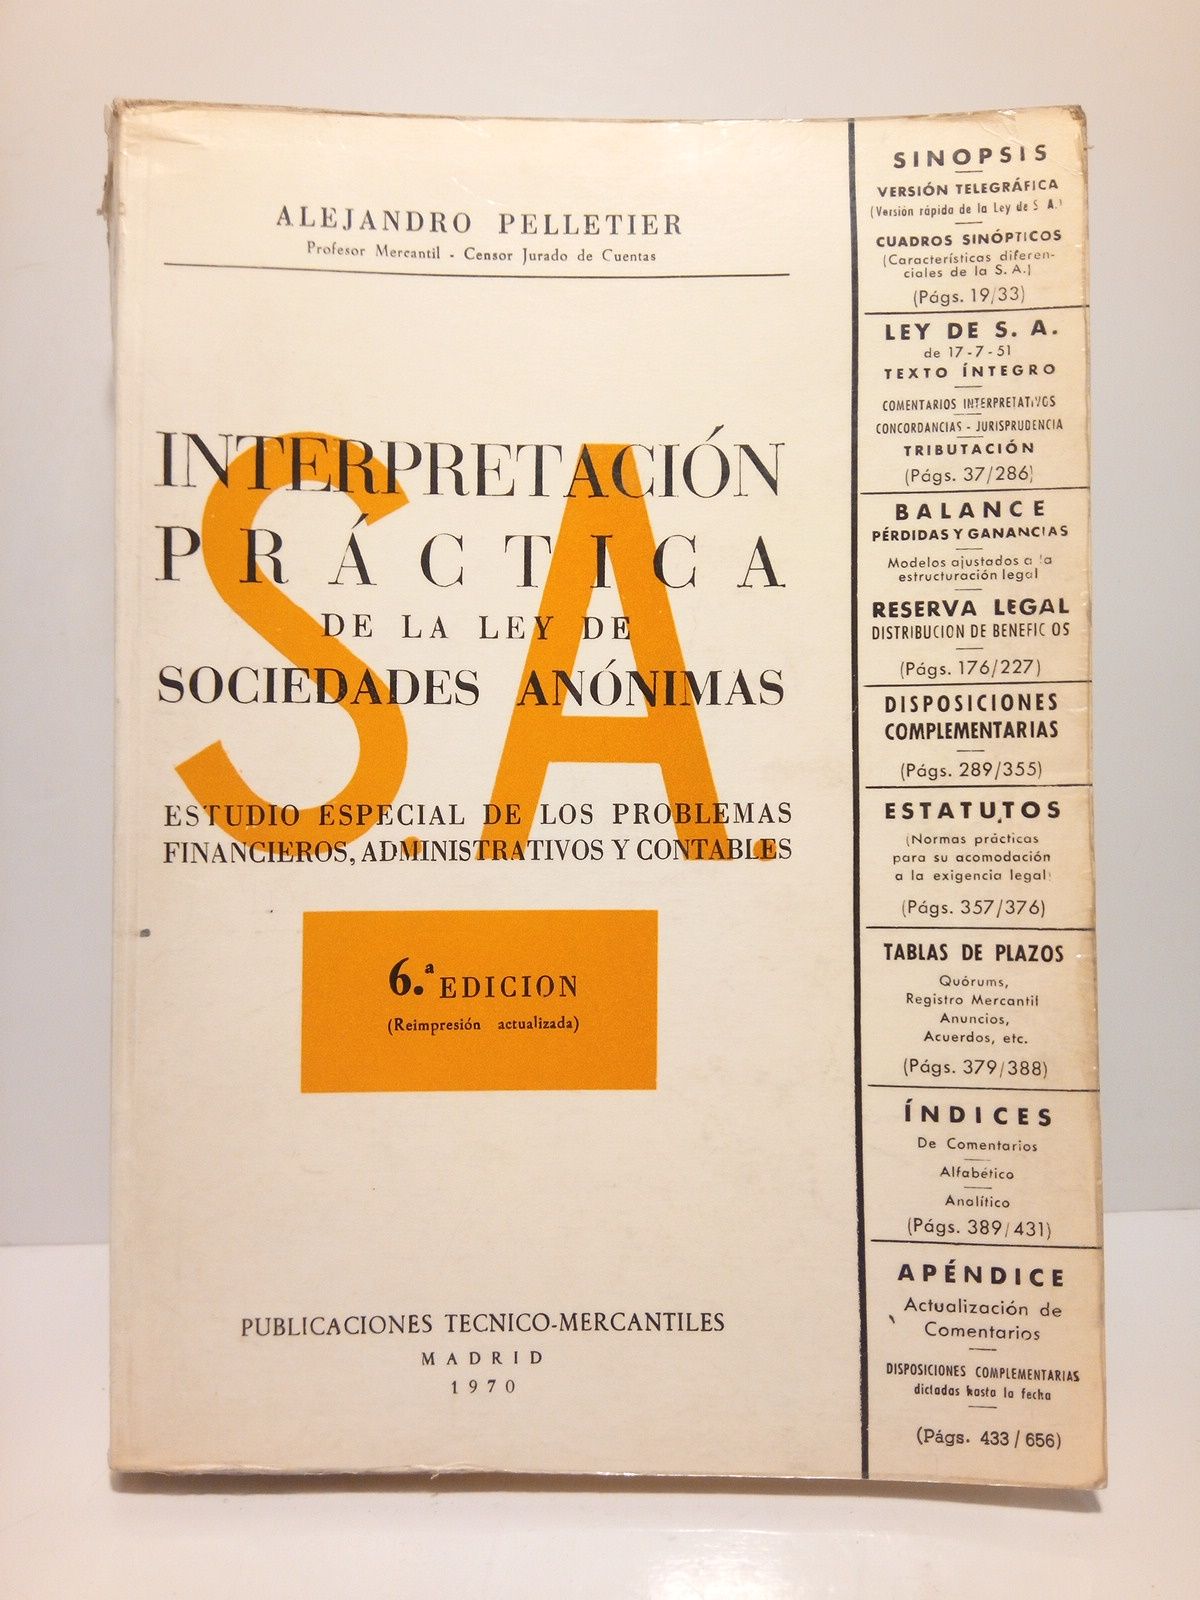 ALEJANDRO PELLETIER
Profesor Mercantil - Censor Jurado de Cuentas
S.A.
INTERPRETACIÓN
PRÁCTICA
DE LA LEY DE
SOCIEDADES ANÓNIMAS
ESTUDIO ESPECIAL DE LOS PROBLEMAS
FINANCIEROS, ADMINISTRATIVOS Y CONTABLES
6.ª EDICION
(Reimpresión actualizada)
PUBLICACIONES TECNICO-MERCANTILES
MADRID
1970
SINOPSIS
VERSIÓN TELEGRÁFICA
(Versión rápida de la Ley de S. A.)
CUADROS SINÓPTICOS
(Características diferen-
ciales de la S. A.)
(Págs. 19/33)
LEY DE S. A.
de 17-7-51
TEXTO ÍNTEGRO
COMENTARIOS INTERPRETATIVOS
CONCORDANCIAS - JURISPRUDENCIA
TRIBUTACIÓN
(Págs. 37/286)
BALANCE
PÉRDIDAS Y GANANCIAS
Modelos ajustados a la
estructuración legal
RESERVA LEGAL
DISTRIBUCION DE BENEFICIOS
(Págs. 176/227)
DISPOSICIONES
COMPLEMENTARIAS
(Págs. 289/355)
ESTATUTOS
(Normas prácticas
para su acomodación
a la exigencia legal)
(Págs. 357/376)
TABLAS DE PLAZOS
Quórums,
Registro Mercantil
Anuncios,
Acuerdos, etc.
(Págs. 379/388)
ÍNDICES
De Comentarios
Alfabético
Analítico
(Págs. 389/431)
APÉNDICE
Actualización de
Comentarios
DISPOSICIONES COMPLEMENTARIAS
dictadas hasta la fecha
(Págs. 433/656)